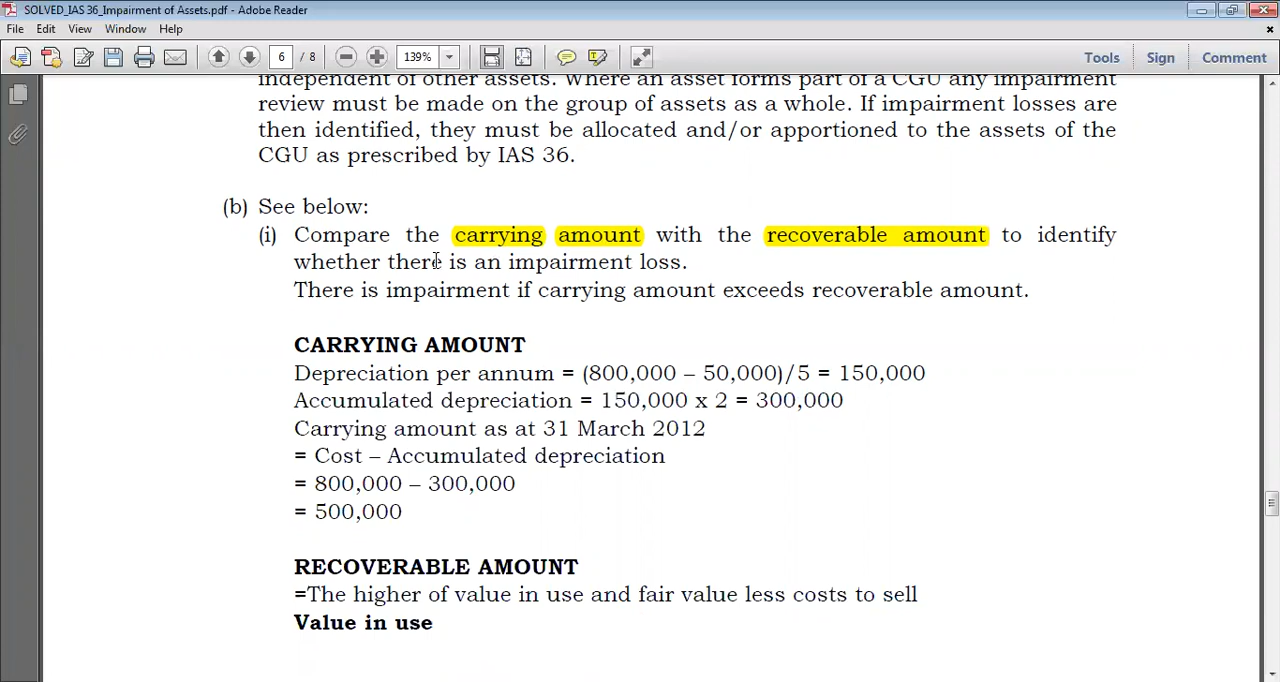 SOLVED_IAS 36_Impairment of Assets.pdf - Adobe Reader
File Edit View Window Help
6 / 8 139% Tools Sign Comment
independent of other assets. Where an asset forms part of a CGU any impairment
review must be made on the group of assets as a whole. If impairment losses are
then identified, they must be allocated and/or apportioned to the assets of the
CGU as prescribed by IAS 36.
(b) See below:
(i) Compare the carrying amount with the recoverable amount to identify
whether there is an impairment loss.
There is impairment if carrying amount exceeds recoverable amount.
CARRYING AMOUNT
Depreciation per annum = (800,000 – 50,000)/5 = 150,000
Accumulated depreciation = 150,000 x 2 = 300,000
Carrying amount as at 31 March 2012
= Cost – Accumulated depreciation
= 800,000 – 300,000
= 500,000
RECOVERABLE AMOUNT
=The higher of value in use and fair value less costs to sell
Value in use